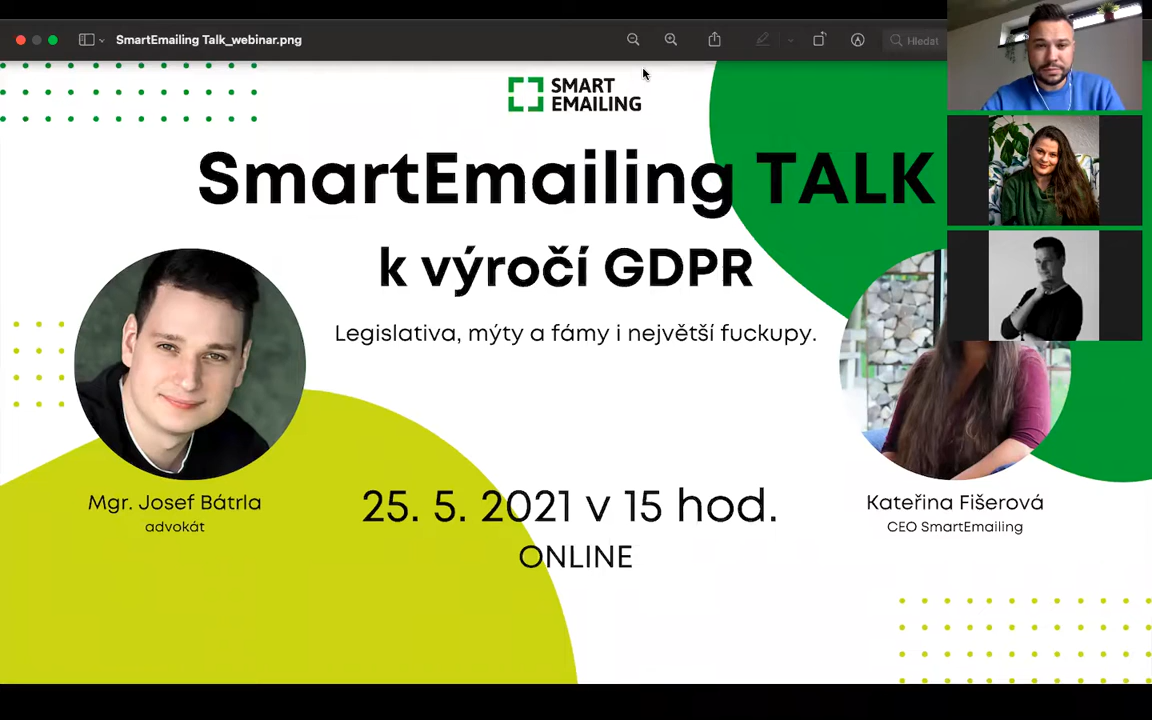 SmartEmailing Talk_webinar.png
Hledat
SMART
EMAILING
SmartEmailing TALK
k výročí GDPR
Legislativa, mýty a fámy i největší fuckupy.
Mgr. Josef Bátrla
advokát
25. 5. 2021 v 15 hod.
ONLINE
Kateřina Fišerová
CEO SmartEmailing